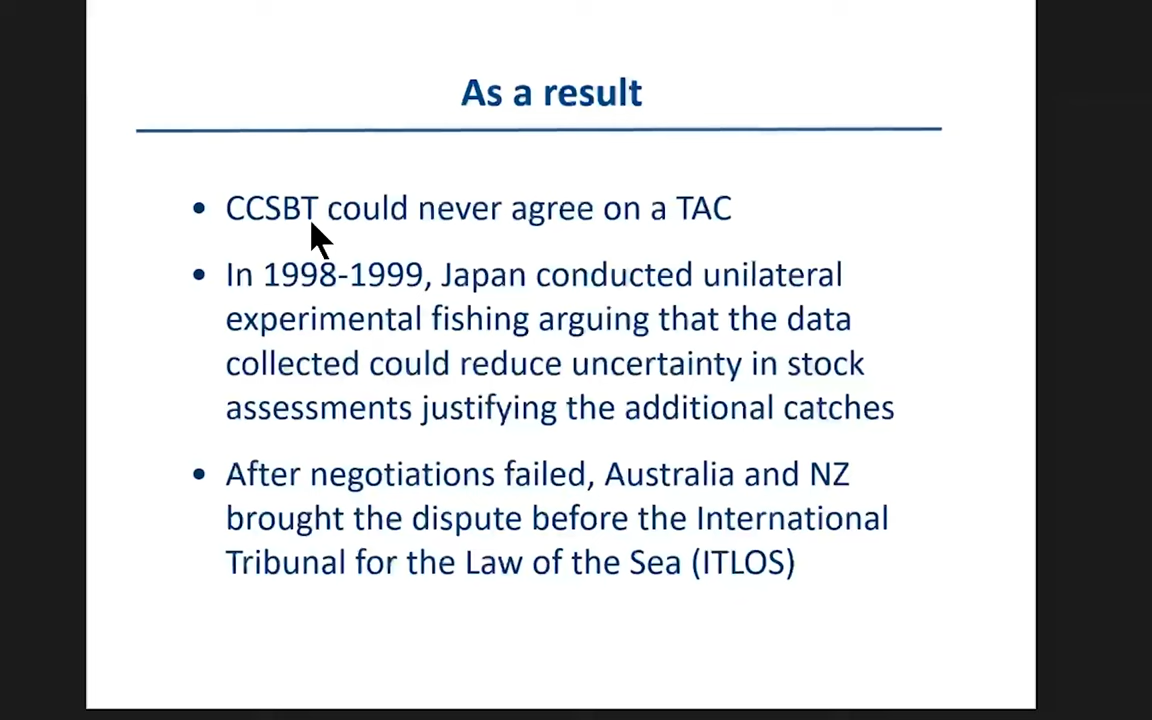 As a result
• CCSBT could never agree on a TAC
• In 1998-1999, Japan conducted unilateral
experimental fishing arguing that the data
collected could reduce uncertainty in stock
assessments justifying the additional catches
• After negotiations failed, Australia and NZ
brought the dispute before the International
Tribunal for the Law of the Sea (ITLOS)